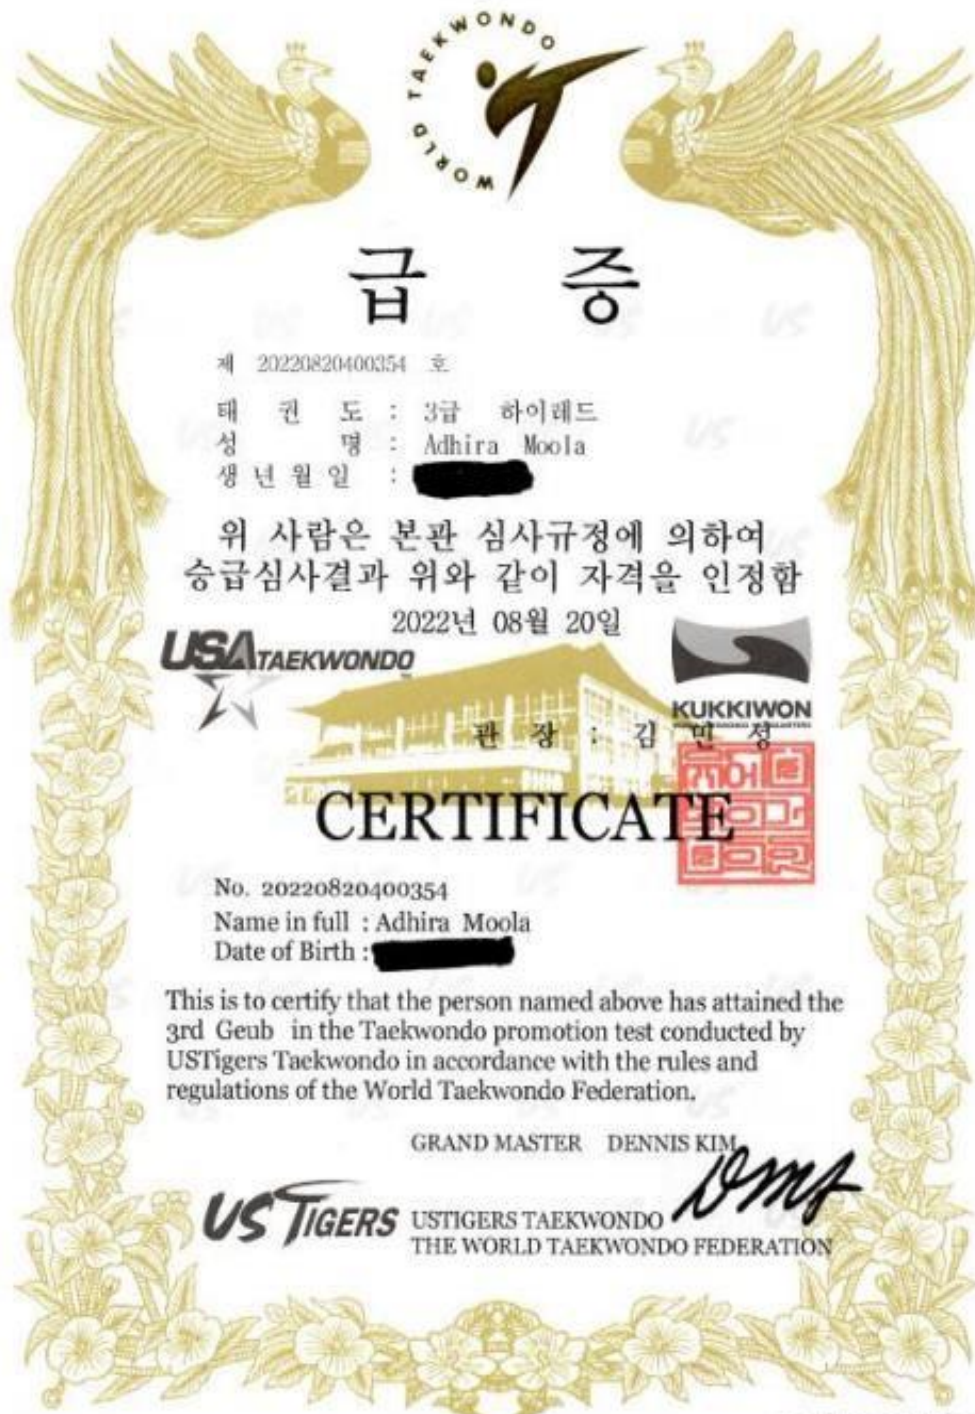 WORLD TAEKWONDO
급 증
제 20220820400354 호
태 권 도 : 3급 하이레드
성 명 : Adhira Moola
생년월일 :
위 사람은 본관 심사규정에 의하여
승급심사결과 위와 같이 자격을 인정함
2022년 08월 20일
USA TAEKWONDO
KUKKIWON
관 장 : 김 민 성
CERTIFICATE
No. 20220820400354
Name in full : Adhira Moola
Date of Birth :
This is to certify that the person named above has attained the
3rd Geub in the Taekwondo promotion test conducted by
USTigers Taekwondo in accordance with the rules and
regulations of the World Taekwondo Federation.
GRAND MASTER DENNIS KIM
US TIGERS
USTIGERS TAEKWONDO
THE WORLD TAEKWONDO FEDERATION